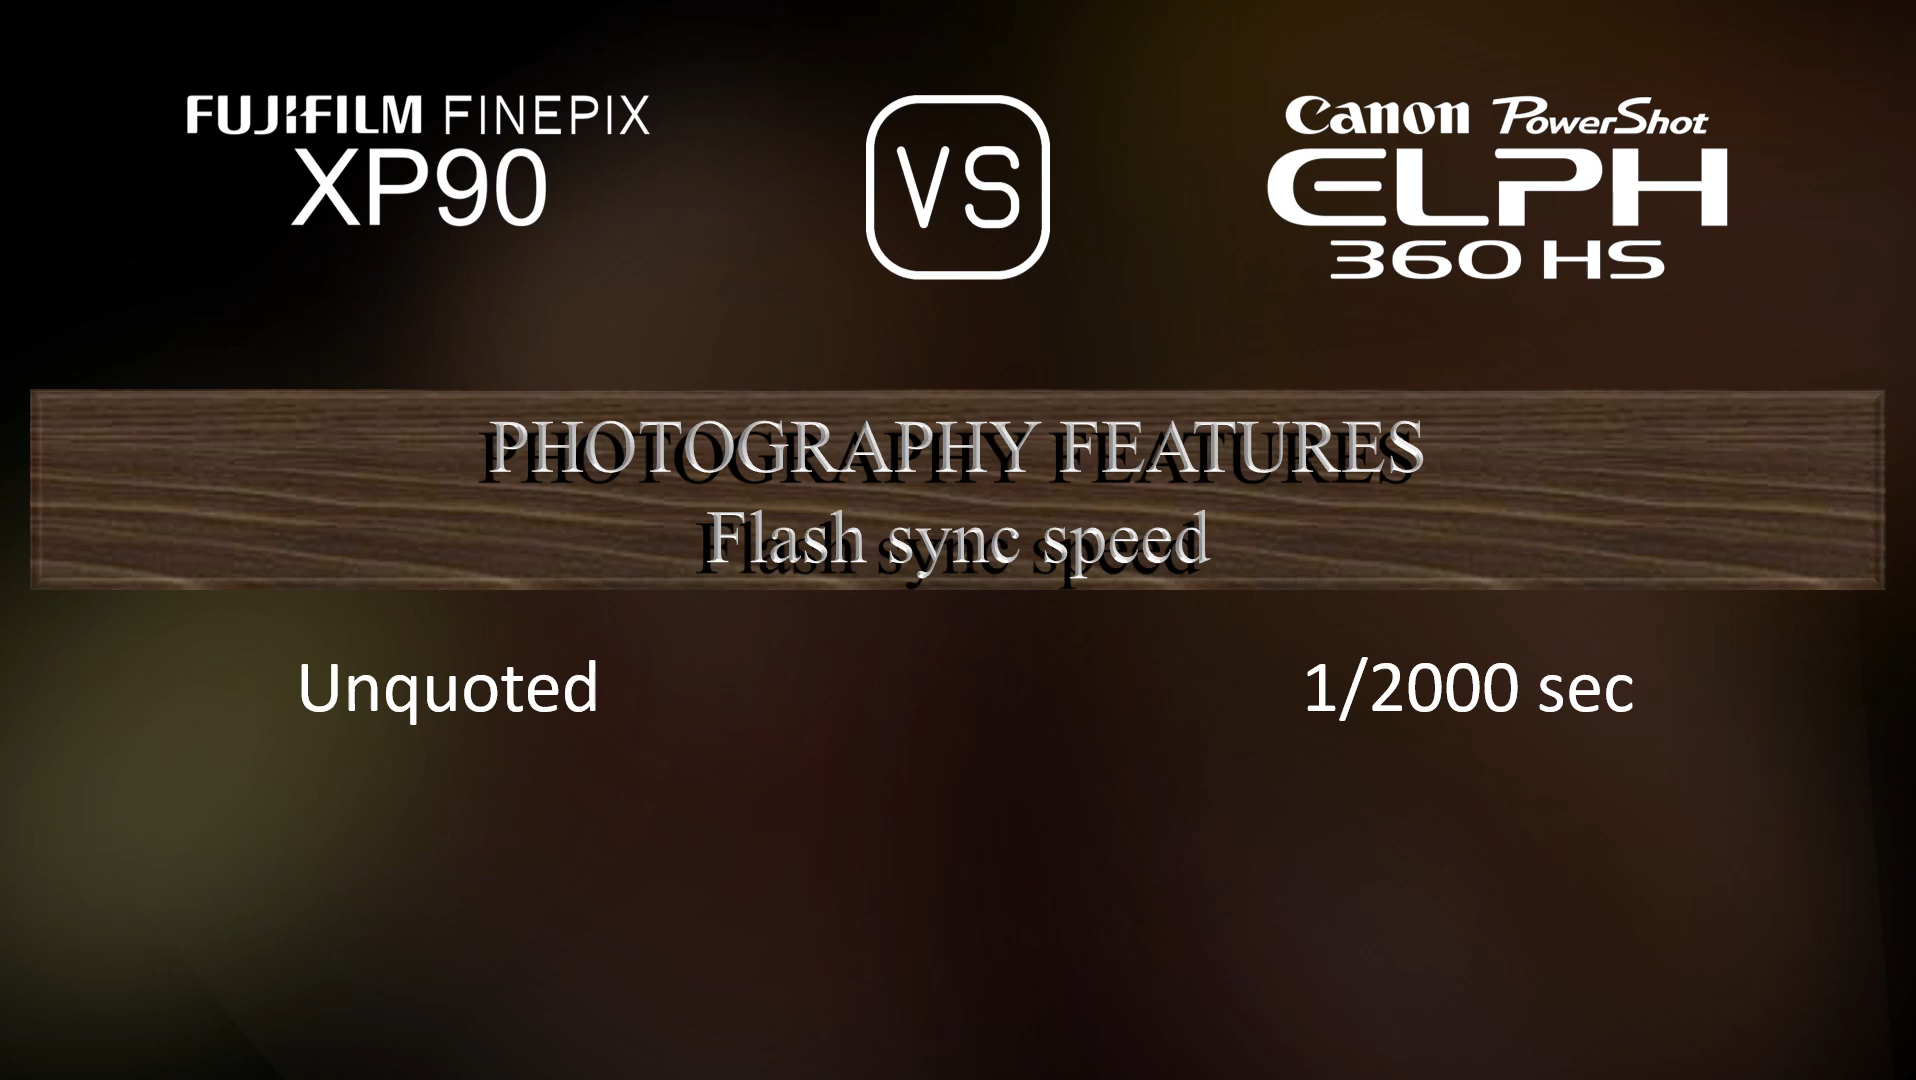 FUJIFILM FINEPIX
XP90
VS
Canon PowerShot
ELPH
360 HS
PHOTOGRAPHY FEATURES
Flash sync speed
Unquoted
1/2000 sec